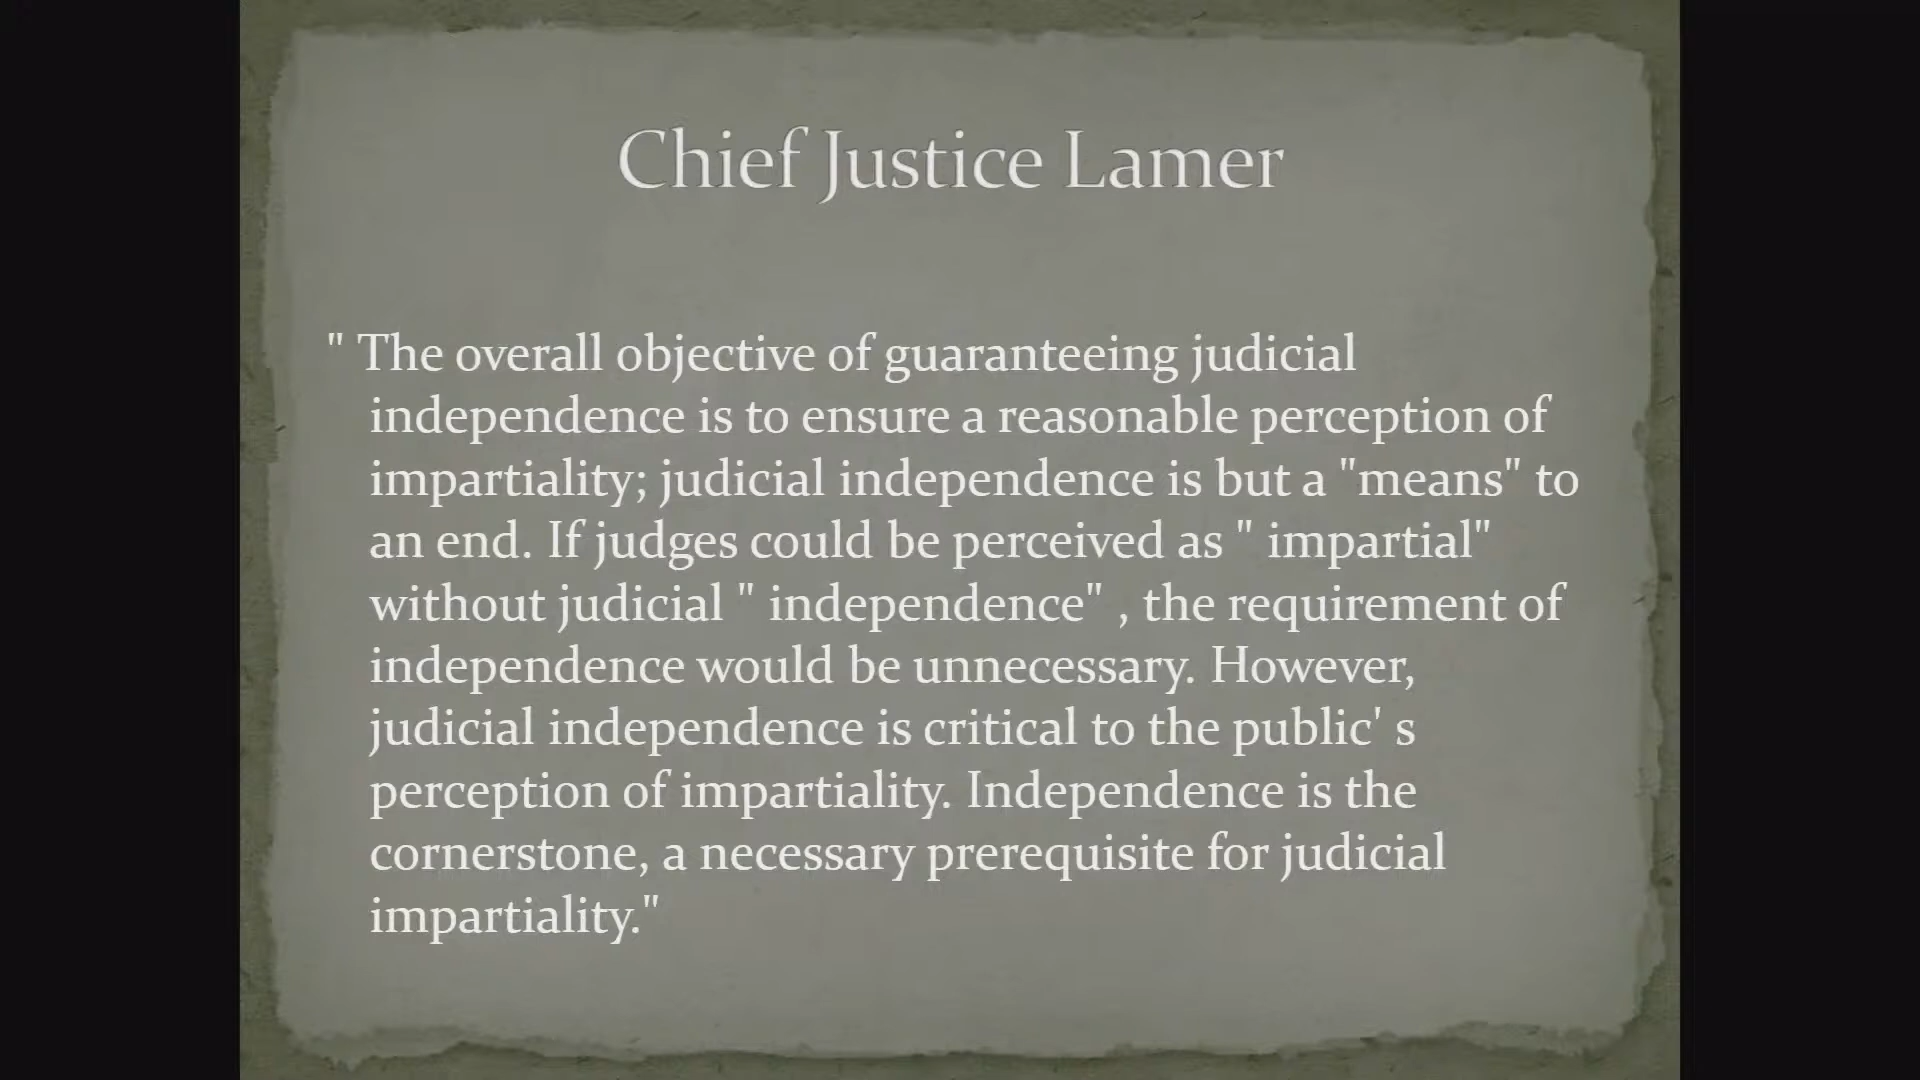 Chief Justice Lamer
" The overall objective of guaranteeing judicial
independence is to ensure a reasonable perception of
impartiality; judicial independence is but a "means" to
an end. If judges could be perceived as " impartial"
without judicial " independence" , the requirement of
independence would be unnecessary. However,
judicial independence is critical to the public' s
perception of impartiality. Independence is the
cornerstone, a necessary prerequisite for judicial
impartiality."